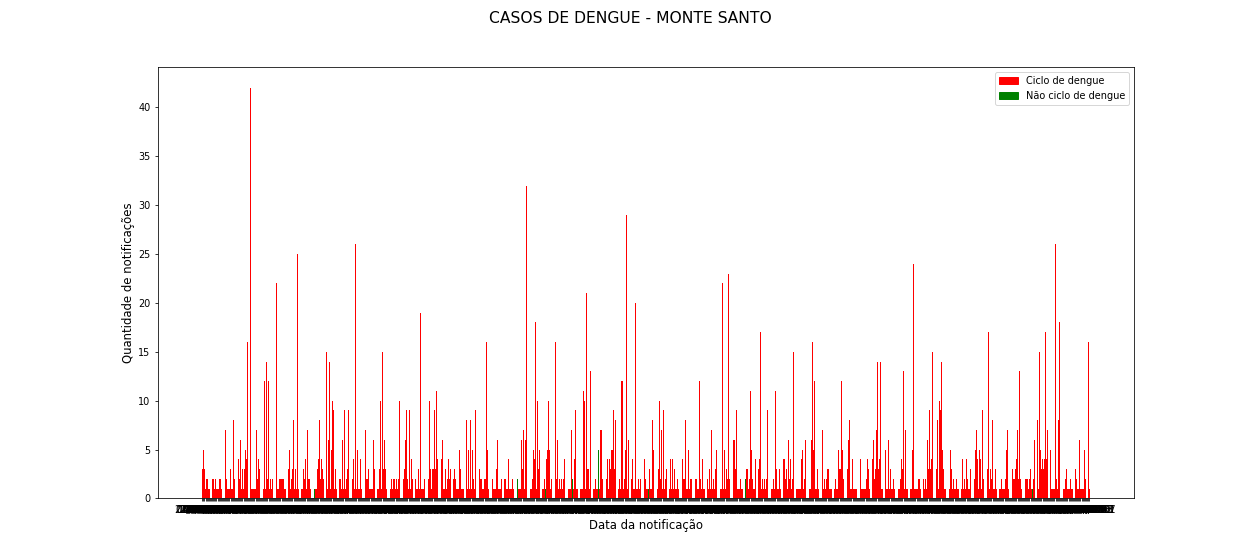 CASOS DE DENGUE - MONTE SANTO
Ciclo de dengue
Não ciclo de dengue
Quantidade de notificações
40
35
30
25
20
15
10
5
0
Data da notificação